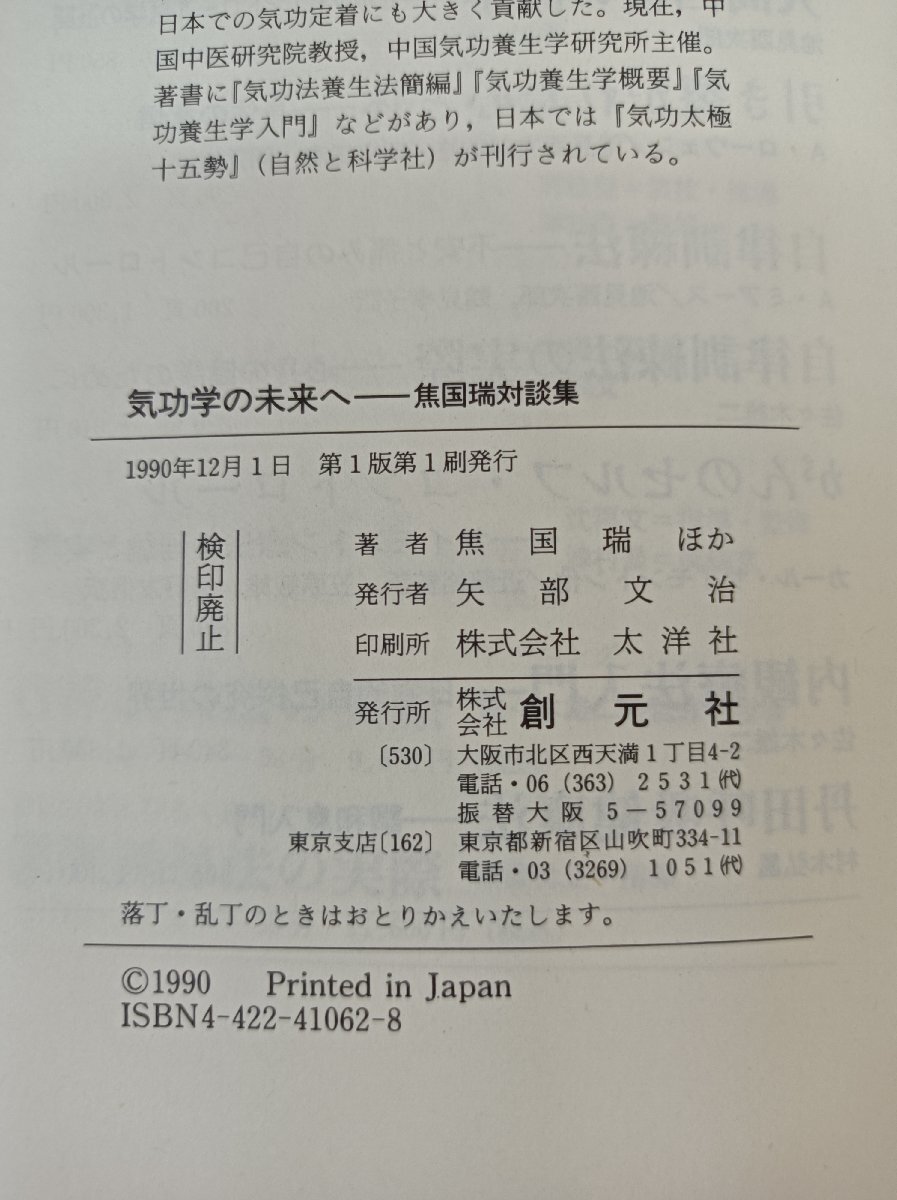 日本での気功定着にも大きく貢献した。現在，中
国中医研究院教授，中国気功養生学研究所主催。
著書に『気功法養生法簡編』『気功養生学概要』『気
功養生学入門』などがあり，日本では『気功太極
十五勢』（自然と科学社）が刊行されている。
気功学の未来へ――焦国瑞対談集
1990年12月1日　第1版第1刷発行
検印廃止
著　者　焦　国　瑞　ほか
発行者　矢　部　文　治
印刷所　株式会社　太洋社
発行所　株式会社　創　元　社
〔530〕大阪市北区西天満1丁目4-2
電話・06（363）2531㈹
振替大阪　5－57099
東京支店〔162〕東京都新宿区山吹町334-11
電話・03（3269）1051㈹
落丁・乱丁のときはおとりかえいたします。
©1990　Printed in Japan
ISBN4-422-41062-8